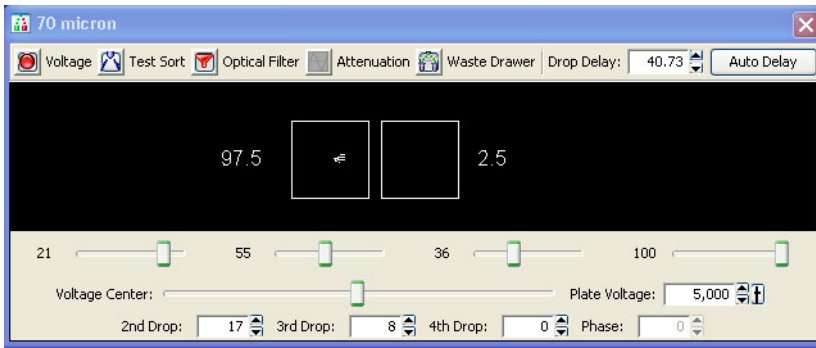 70 micron
Voltage Test Sort Optical Filter Attenuation Waste Drawer Drop Delay: 40.73 Auto Delay
97.5 2.5
21 55 36 100
Voltage Center: Plate Voltage: 5,000
2nd Drop: 17 3rd Drop: 8 4th Drop: 0 Phase: 0